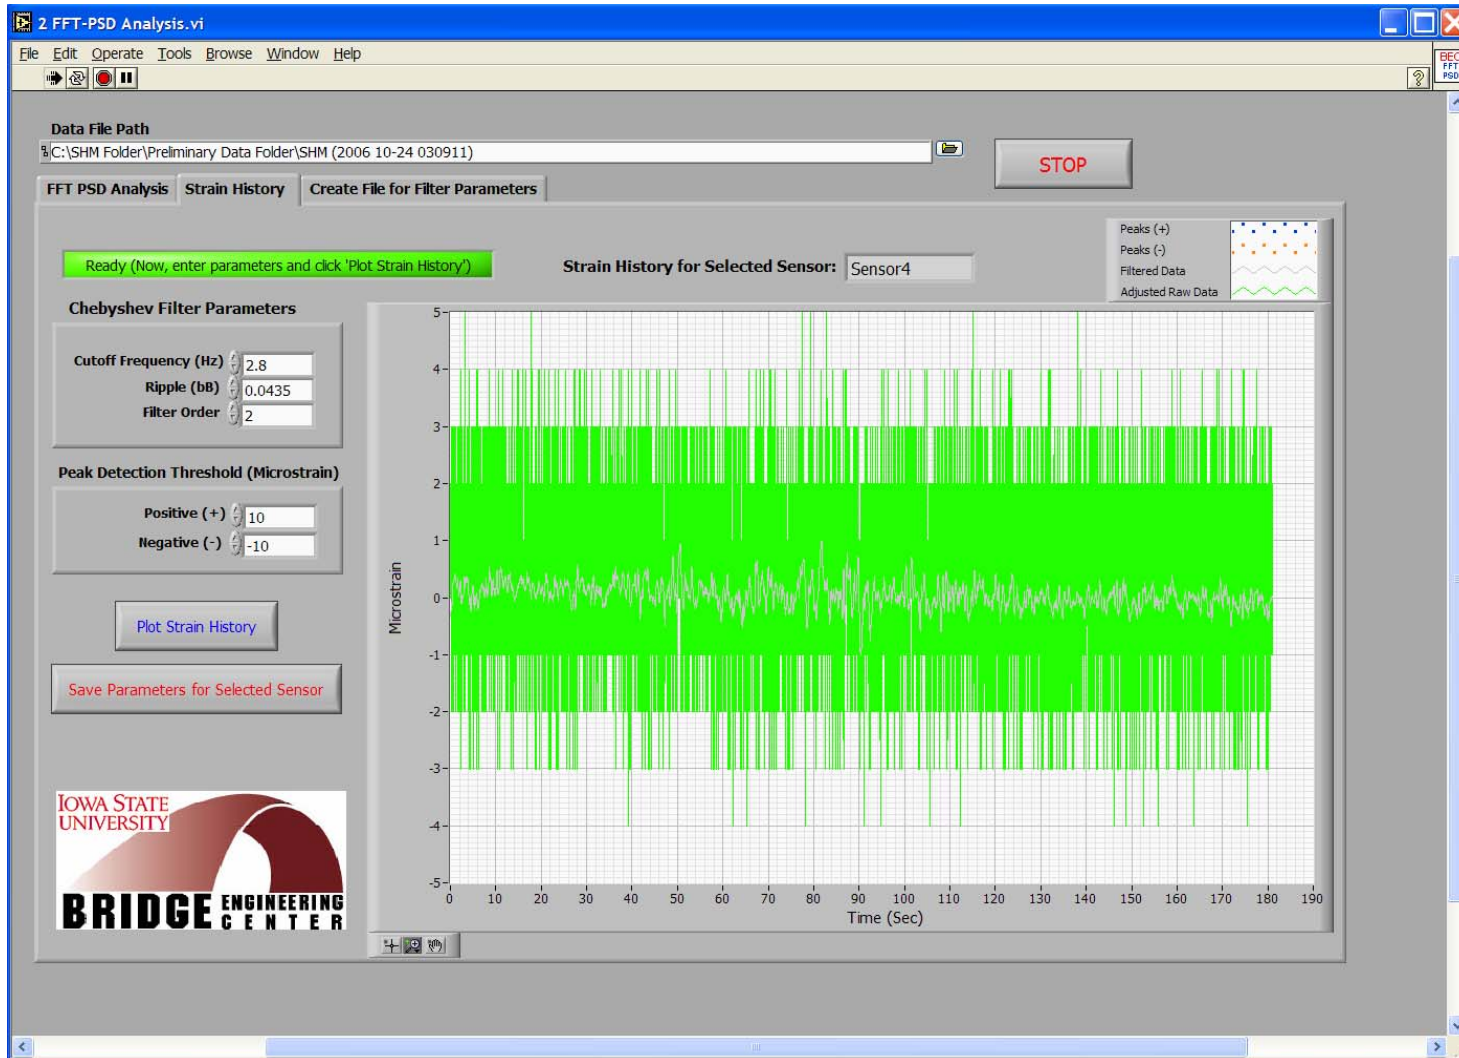 2 FFT-PSD Analysis.vi
File Edit Operate Tools Browse Window Help
BEC
FFT
PSD
Data File Path
C:\SHM Folder\Preliminary Data Folder\SHM (2006 10-24 030911)
STOP
FFT PSD Analysis Strain History Create File for Filter Parameters
Ready (Now, enter parameters and click 'Plot Strain History')
Strain History for Selected Sensor: Sensor4
Peaks (+)
Peaks (-)
Filtered Data
Adjusted Raw Data
Chebyshev Filter Parameters
Cutoff Frequency (Hz) 2.8
Ripple (bB) 0.0435
Filter Order 2
Peak Detection Threshold (Microstrain)
Positive (+) 10
Negative (-) -10
Plot Strain History
Save Parameters for Selected Sensor
IOWA STATE
UNIVERSITY
BRIDGE ENGINEERING
CENTER
Microstrain
5
4
3
2
1
0
-1
-2
-3
-4
-5
0 10 20 30 40 50 60 70 80 90 100 110 120 130 140 150 160 170 180 190
Time (Sec)